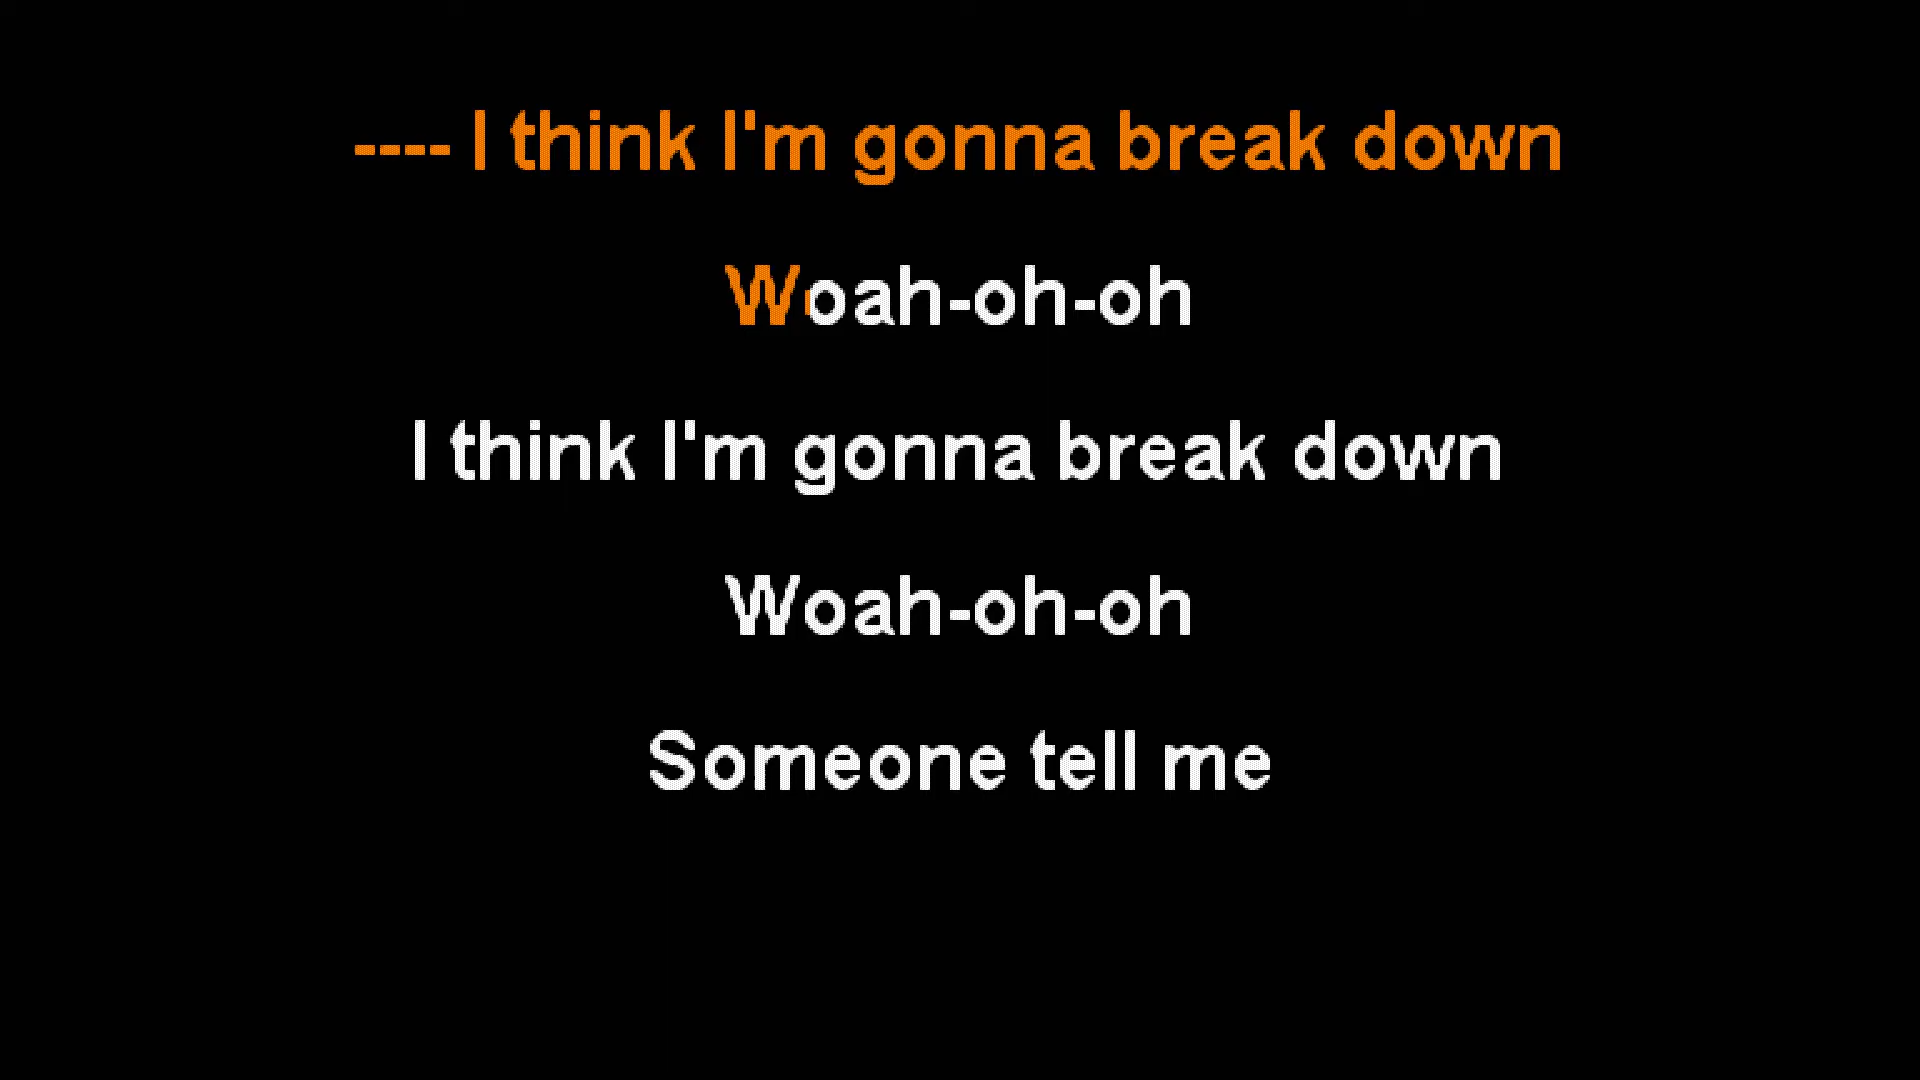 ---- I think I'm gonna break down
Woah-oh-oh
I think I'm gonna break down
Woah-oh-oh
Someone tell me